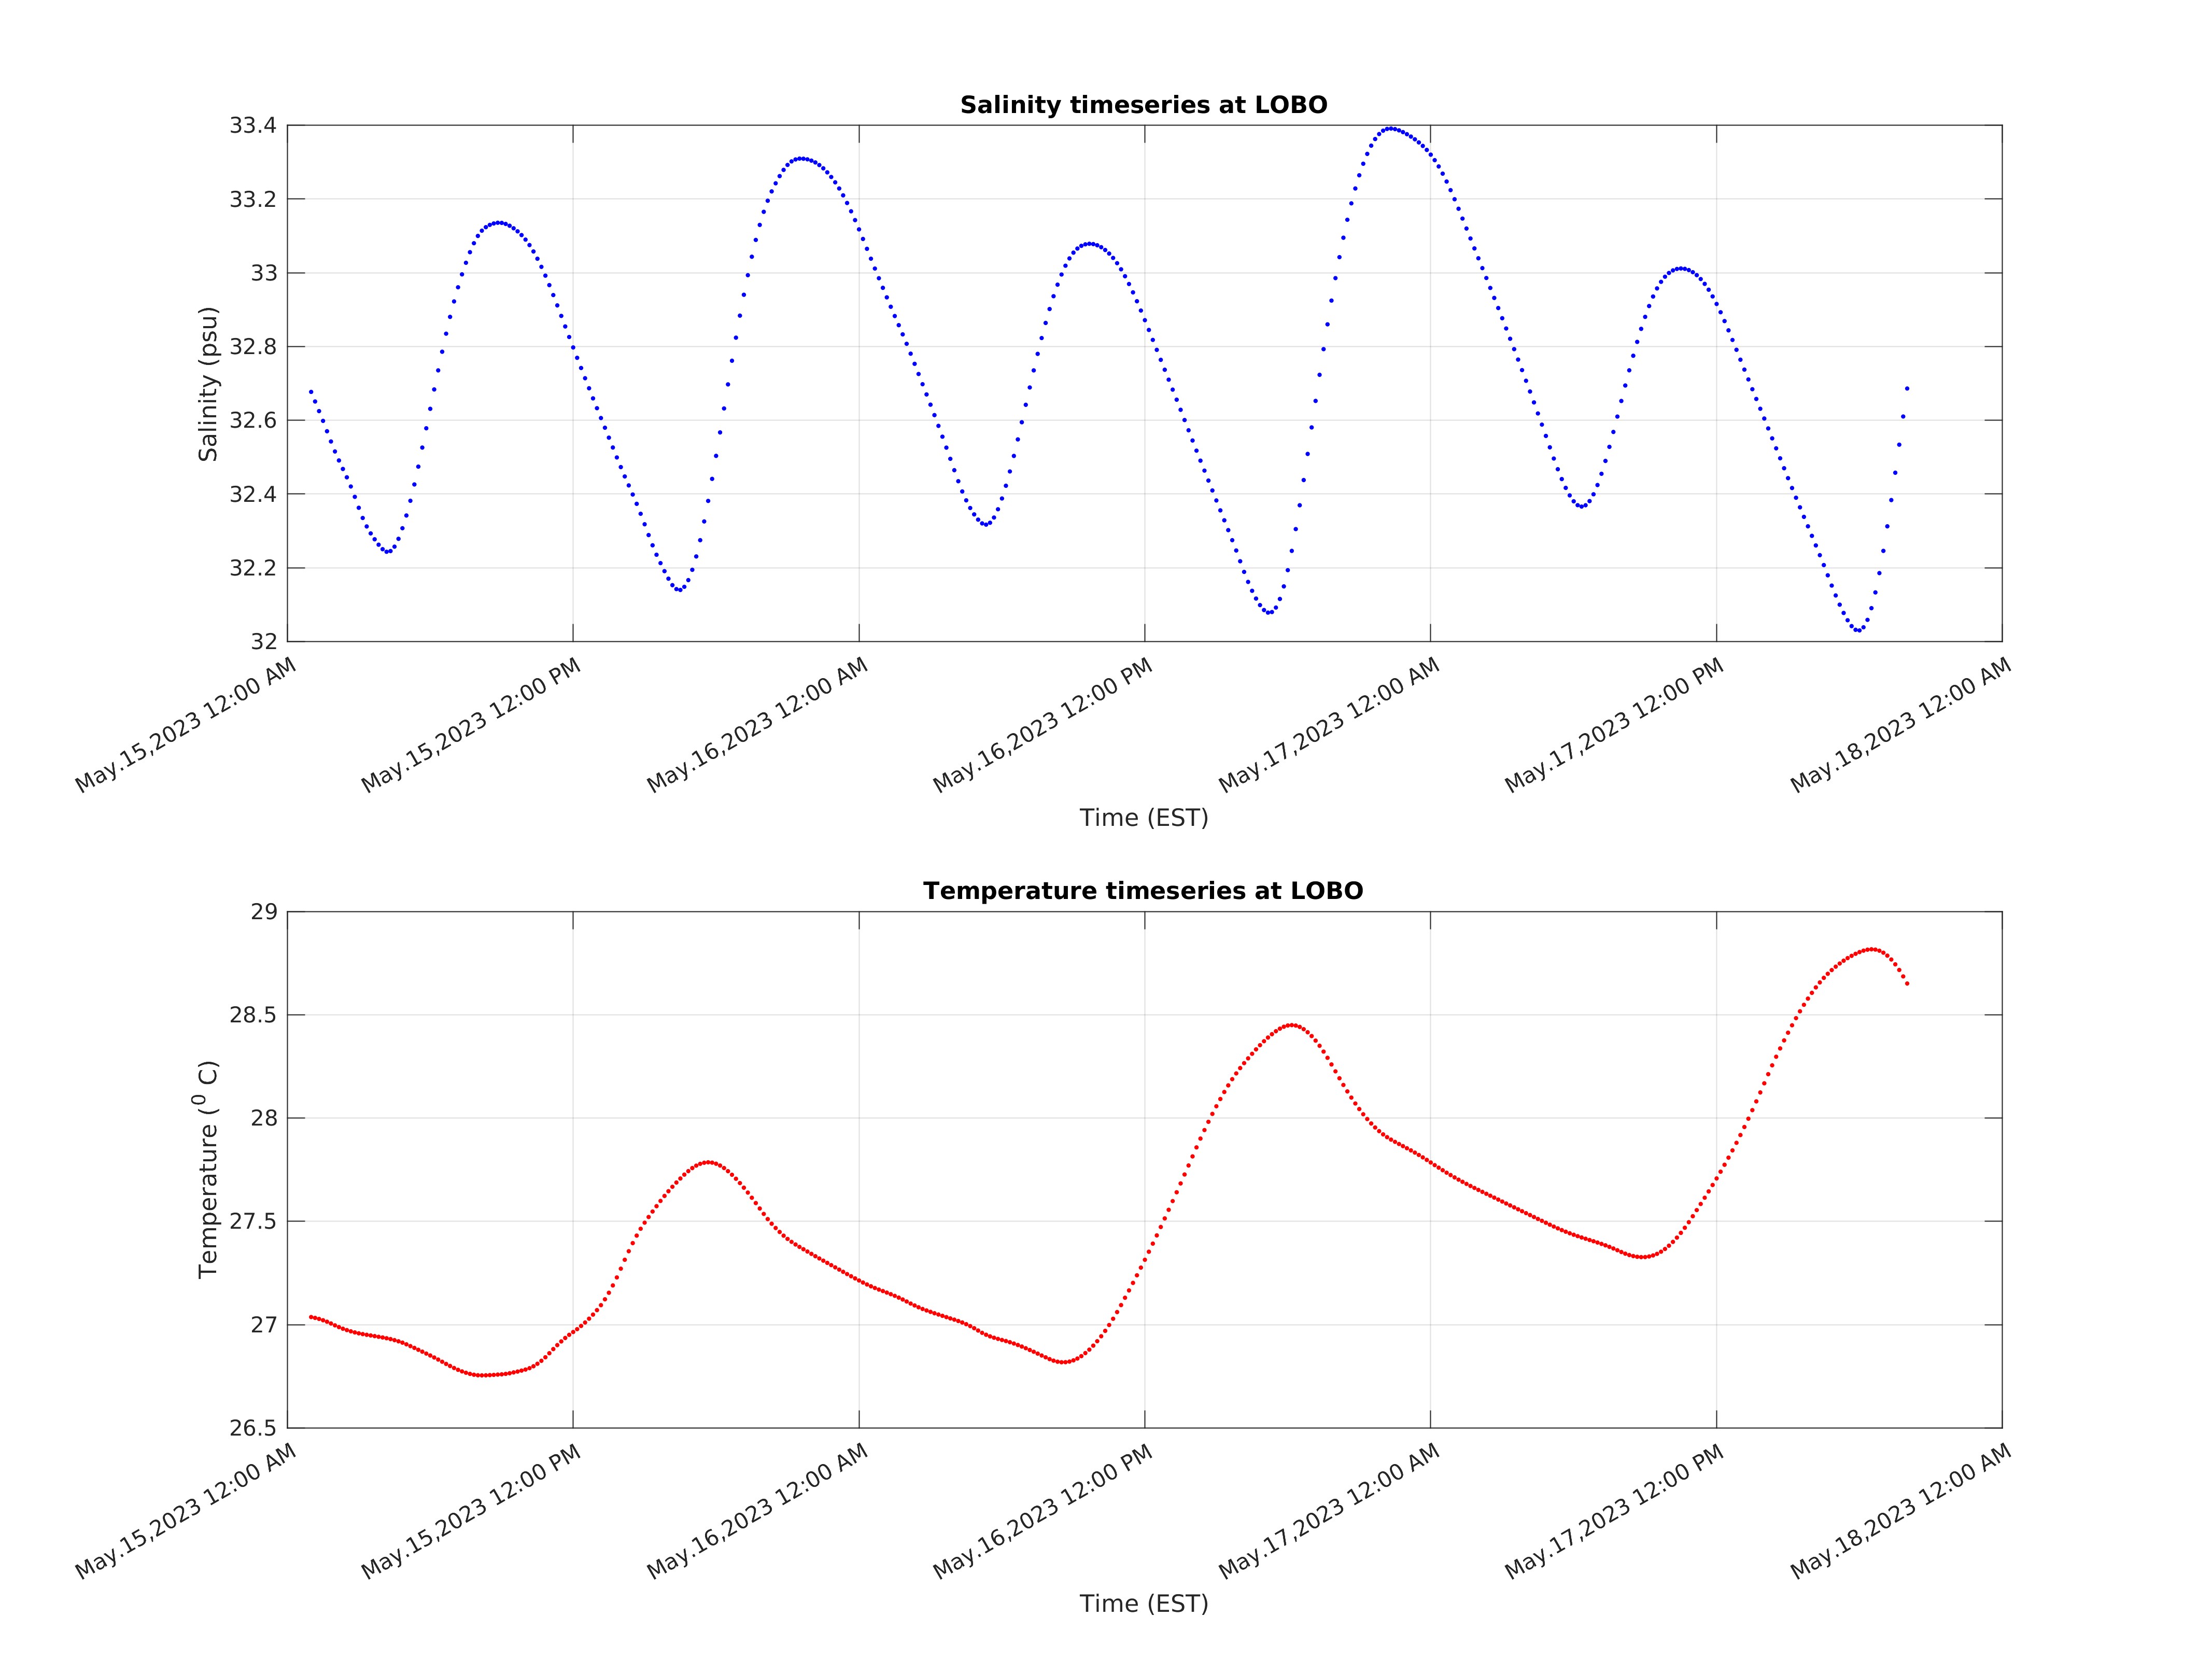 Salinity timeseries at LOBO
33.4
33.2
33
32.8
32.6
32.4
32.2
32
Salinity (psu)
May.15,2023 12:00 AM
May.15,2023 12:00 PM
May.16,2023 12:00 AM
May.16,2023 12:00 PM
May.17,2023 12:00 AM
May.17,2023 12:00 PM
May.18,2023 12:00 AM
Time (EST)
Temperature timeseries at LOBO
29
28.5
28
27.5
27
26.5
Temperature (⁰ C)
May.15,2023 12:00 AM
May.15,2023 12:00 PM
May.16,2023 12:00 AM
May.16,2023 12:00 PM
May.17,2023 12:00 AM
May.17,2023 12:00 PM
May.18,2023 12:00 AM
Time (EST)